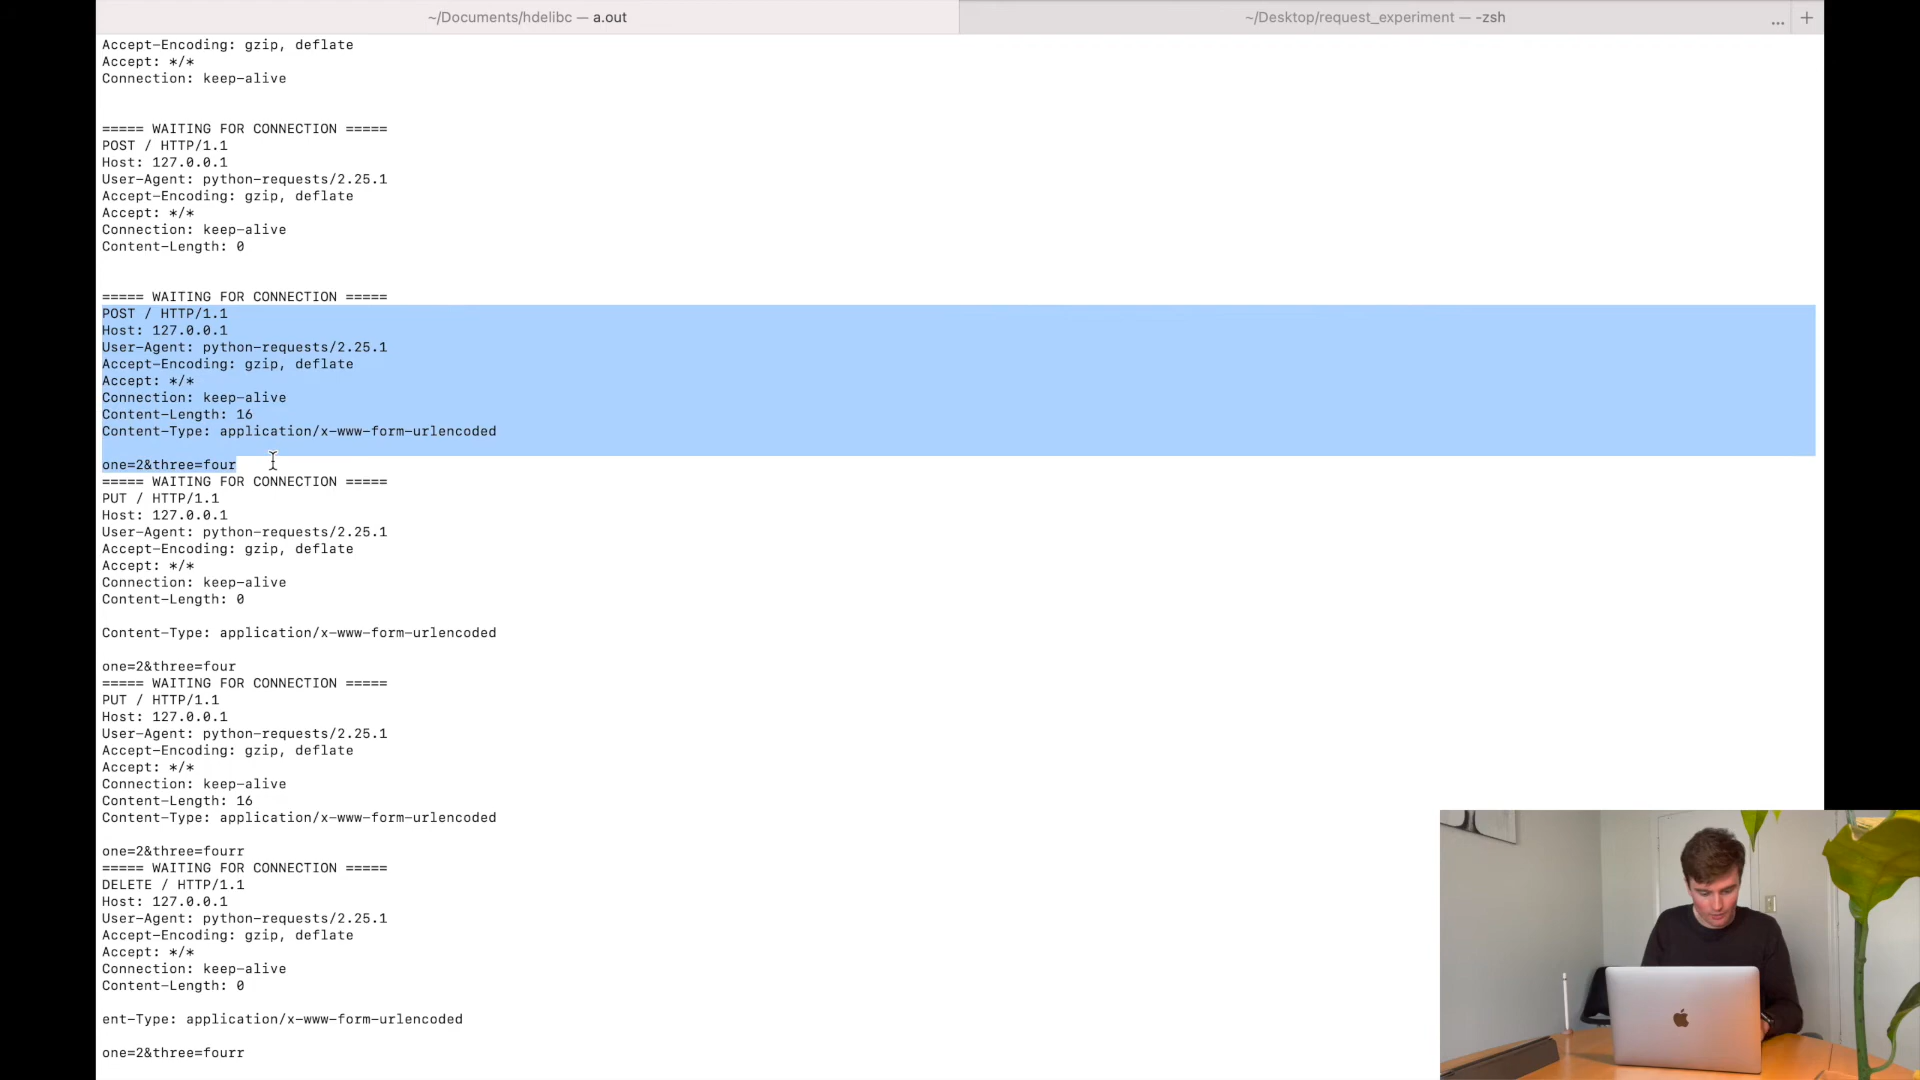 ~/Documents/hdelibc — a.out
~/Desktop/request_experiment — -zsh
... +
Accept-Encoding: gzip, deflate
Accept: */*
Connection: keep-alive
===== WAITING FOR CONNECTION =====
POST / HTTP/1.1
Host: 127.0.0.1
User-Agent: python-requests/2.25.1
Accept-Encoding: gzip, deflate
Accept: */*
Connection: keep-alive
Content-Length: 0
===== WAITING FOR CONNECTION =====
POST / HTTP/1.1
Host: 127.0.0.1
User-Agent: python-requests/2.25.1
Accept-Encoding: gzip, deflate
Accept: */*
Connection: keep-alive
Content-Length: 16
Content-Type: application/x-www-form-urlencoded
one=2&three=four
===== WAITING FOR CONNECTION =====
PUT / HTTP/1.1
Host: 127.0.0.1
User-Agent: python-requests/2.25.1
Accept-Encoding: gzip, deflate
Accept: */*
Connection: keep-alive
Content-Length: 0
Content-Type: application/x-www-form-urlencoded
one=2&three=four
===== WAITING FOR CONNECTION =====
PUT / HTTP/1.1
Host: 127.0.0.1
User-Agent: python-requests/2.25.1
Accept-Encoding: gzip, deflate
Accept: */*
Connection: keep-alive
Content-Length: 16
Content-Type: application/x-www-form-urlencoded
one=2&three=fourr
===== WAITING FOR CONNECTION =====
DELETE / HTTP/1.1
Host: 127.0.0.1
User-Agent: python-requests/2.25.1
Accept-Encoding: gzip, deflate
Accept: */*
Connection: keep-alive
Content-Length: 0
ent-Type: application/x-www-form-urlencoded
one=2&three=fourr